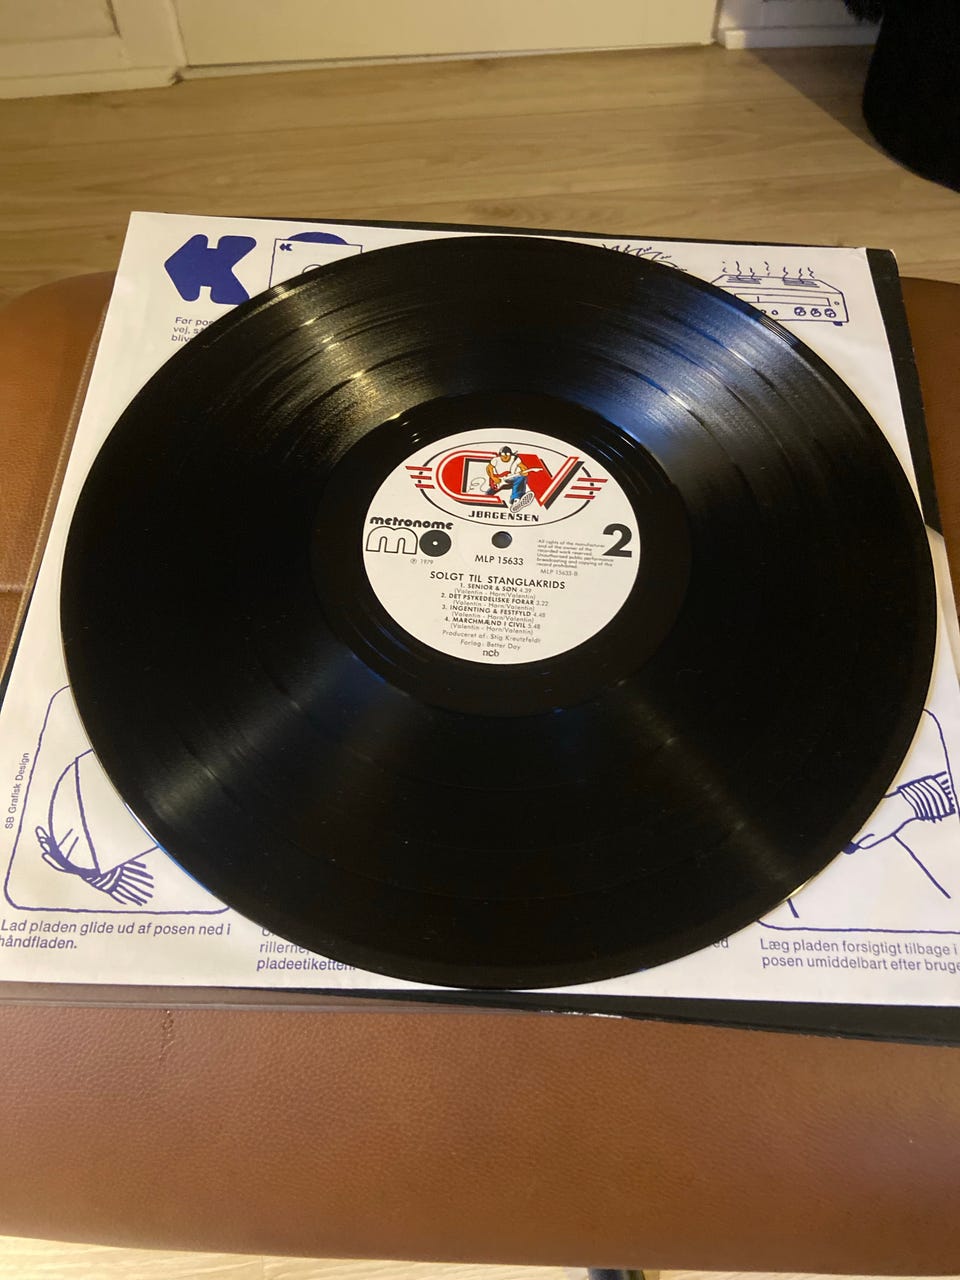 K
For
vej, så
CV
JØRGENSEN
metronome
mo
2
MLP 15633
℗ 1979
All rights of the manufacturer
and of the owner of the
recorded work reserved.
Unauthorised public performance
broadcasting and copying of this
record prohibited.
MLP 15633-B
SOLGT TIL STANGLAKRIDS
1. SENIOR & SØN 4.39
(Valentin - Horn/Valentin)
2. DET PSYKEDELISKE FORÅR 3.22
(Valentin - Horn/Valentin)
3. INGENTING & FESTFYLD 4.48
(Valentin - Horn/Valentin)
4. MARCHMÆND I CIVIL 5.48
(Valentin - Horn/Valentin)
Produceret af: Stig Kreutzfeldt
Forlag: Better Day
ncb
SB Grafisk Design
Lad pladen glide ud af posen ned i
håndfladen.
rillerne,
pladeetiketten.
Læg pladen forsigtigt tilbage i
posen umiddelbart efter bruge